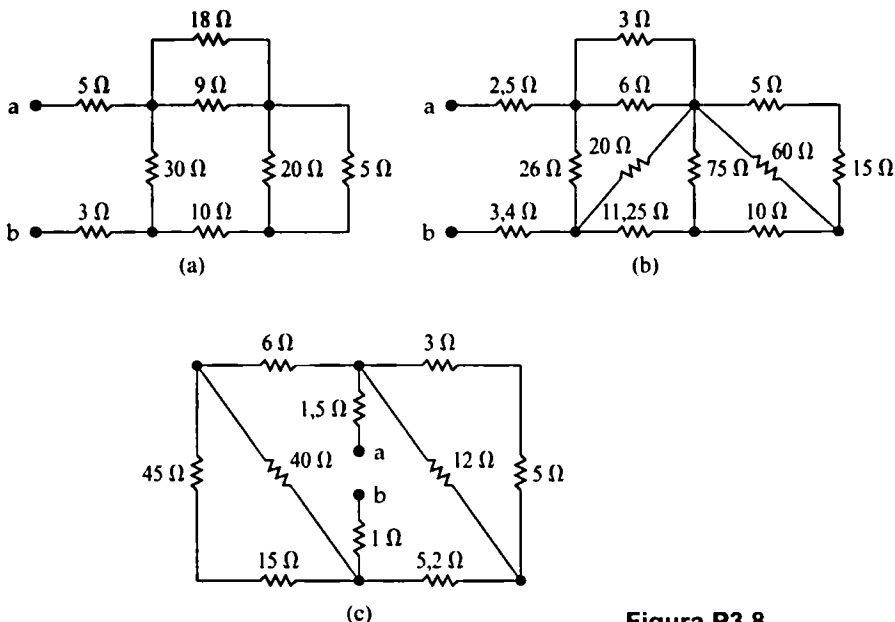 18 Ω
5 Ω 9 Ω
a
30 Ω 20 Ω 5 Ω
3 Ω 10 Ω
b
(a)
3 Ω
2,5 Ω 6 Ω 5 Ω
a
20 Ω 60 Ω
26 Ω 75 Ω 15 Ω
3,4 Ω 11,25 Ω 10 Ω
b
(b)
6 Ω 3 Ω
1,5 Ω
a
45 Ω 40 Ω 12 Ω 5 Ω
b
1 Ω
15 Ω 5,2 Ω
(c)
Figura P3.8